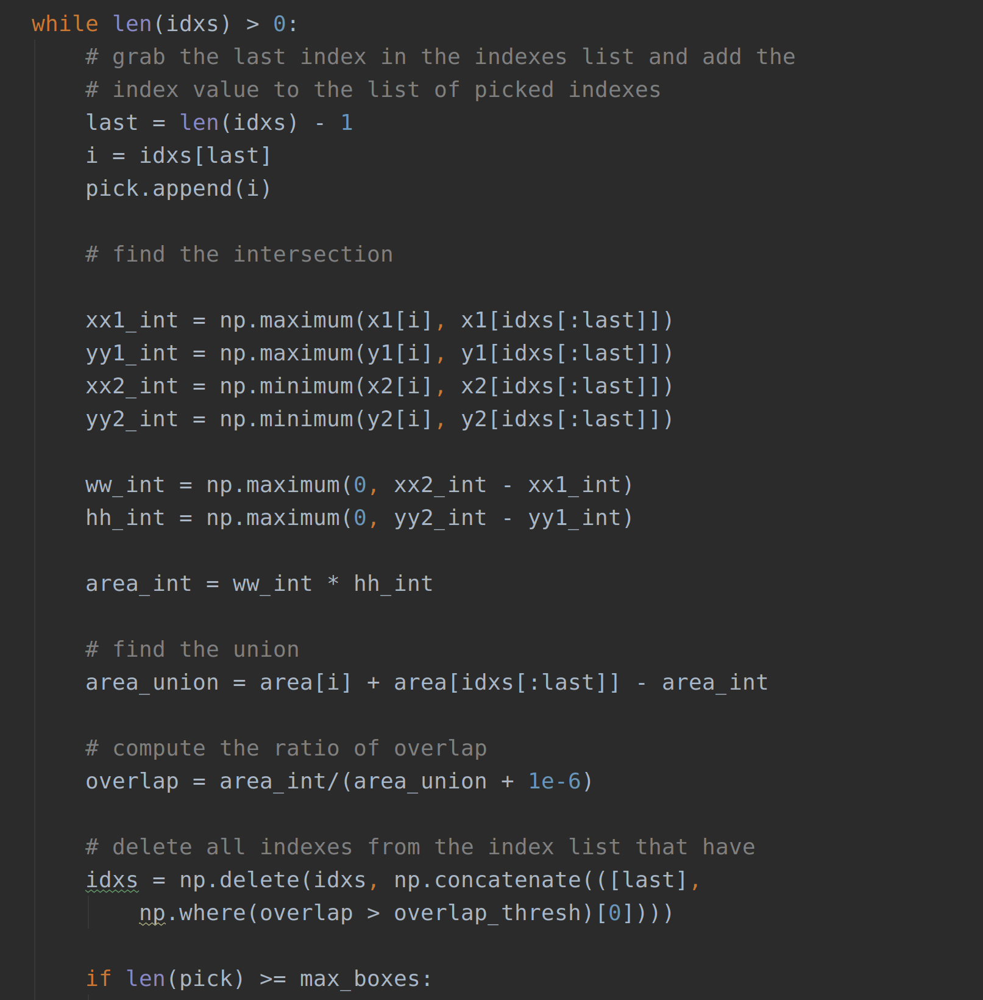 while len(idxs) > 0:
    # grab the last index in the indexes list and add the
    # index value to the list of picked indexes
    last = len(idxs) - 1
    i = idxs[last]
    pick.append(i)

    # find the intersection

    xx1_int = np.maximum(x1[i], x1[idxs[:last]])
    yy1_int = np.maximum(y1[i], y1[idxs[:last]])
    xx2_int = np.minimum(x2[i], x2[idxs[:last]])
    yy2_int = np.minimum(y2[i], y2[idxs[:last]])

    ww_int = np.maximum(0, xx2_int - xx1_int)
    hh_int = np.maximum(0, yy2_int - yy1_int)

    area_int = ww_int * hh_int

    # find the union
    area_union = area[i] + area[idxs[:last]] - area_int

    # compute the ratio of overlap
    overlap = area_int/(area_union + 1e-6)

    # delete all indexes from the index list that have
    idxs = np.delete(idxs, np.concatenate(([last],
        np.where(overlap > overlap_thresh)[0])))

    if len(pick) >= max_boxes: